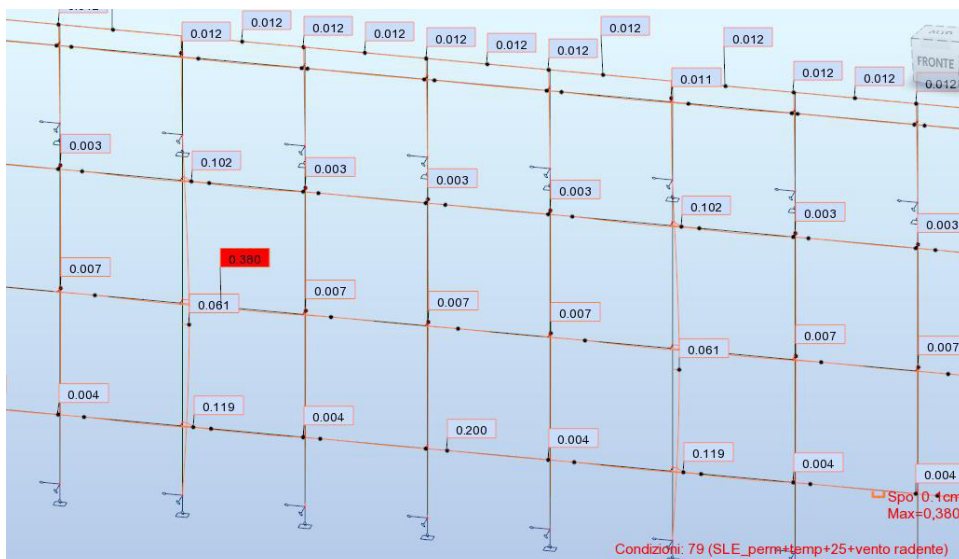 0.012 0.012 0.012 0.012 0.012
0.012 0.012 0.012 0.012 0.012 0.011 0.012 0.012
FRONTE
0.003 0.102 0.003 0.003 0.003 0.102 0.003 0.003
0.380
0.007 0.061 0.007 0.007 0.007 0.061 0.007 0.007
0.004 0.119 0.004 0.200 0.004 0.119 0.004 0.004
Spo 0.1cm
Max=0,380
Condizioni: 79 (SLE_perm+temp+25+vento radente)